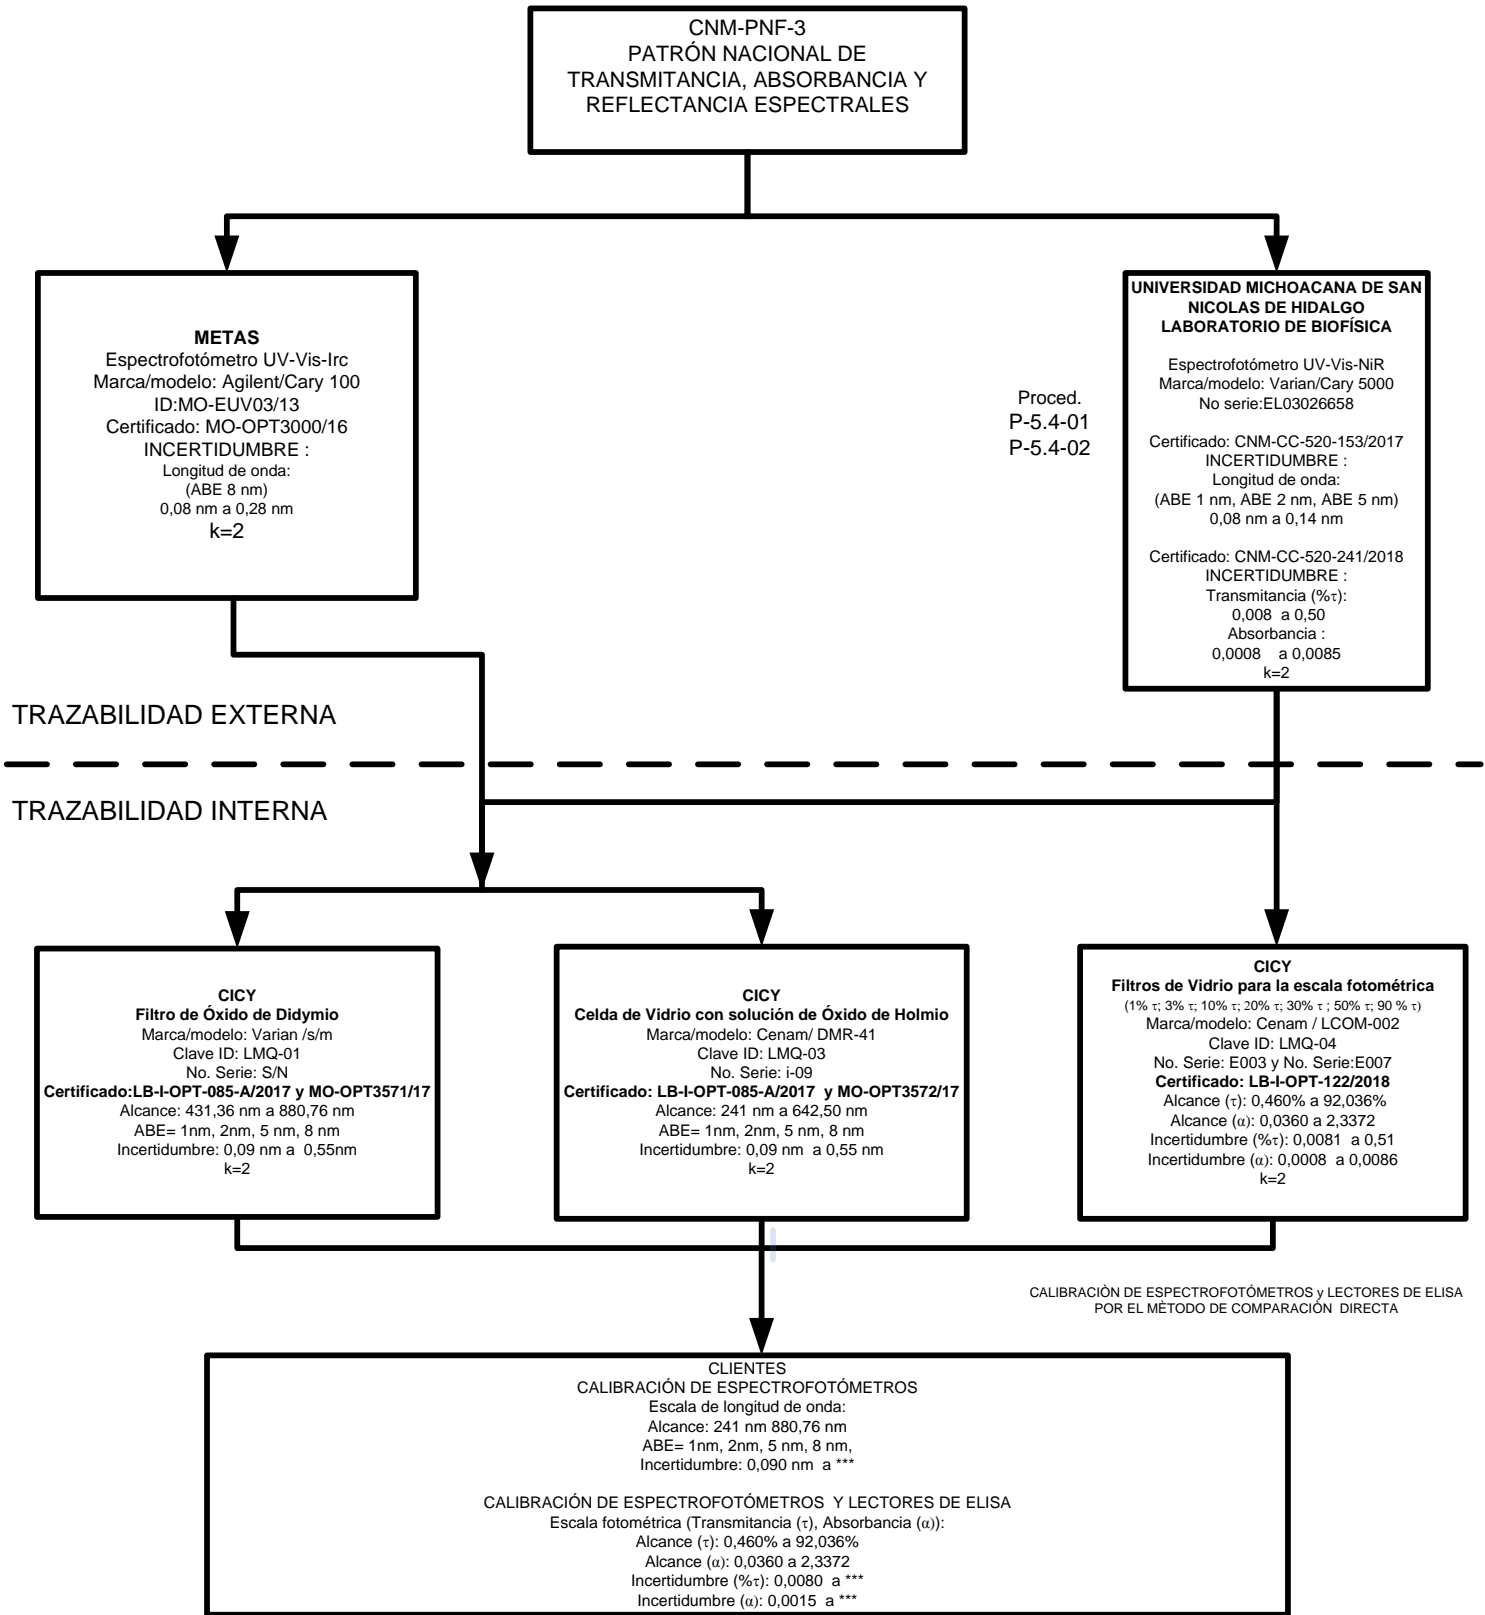 CNM-PNF-3
PATRÓN NACIONAL DE
TRANSMITANCIA, ABSORBANCIA Y
REFLECTANCIA ESPECTRALES
METAS
Espectrofotómetro UV-Vis-Irc
Marca/modelo: Agilent/Cary 100
ID:MO-EUV03/13
Certificado: MO-OPT3000/16
INCERTIDUMBRE :
Longitud de onda:
(ABE 8 nm)
0,08 nm a 0,28 nm
k=2
Proced.
P-5.4-01
P-5.4-02
UNIVERSIDAD MICHOACANA DE SAN
NICOLAS DE HIDALGO
LABORATORIO DE BIOFÍSICA
Espectrofotómetro UV-Vis-NiR
Marca/modelo: Varian/Cary 5000
No serie:EL03026658
Certificado: CNM-CC-520-153/2017
INCERTIDUMBRE :
Longitud de onda:
(ABE 1 nm, ABE 2 nm, ABE 5 nm)
0,08 nm a 0,14 nm
Certificado: CNM-CC-520-241/2018
INCERTIDUMBRE :
Transmitancia (%τ):
0,008 a 0,50
Absorbancia :
0,0008 a 0,0085
k=2
TRAZABILIDAD EXTERNA
TRAZABILIDAD INTERNA
CICY
Filtro de Óxido de Didymio
Marca/modelo: Varian /s/m
Clave ID: LMQ-01
No. Serie: S/N
Certificado:LB-I-OPT-085-A/2017 y MO-OPT3571/17
Alcance: 431,36 nm a 880,76 nm
ABE= 1nm, 2nm, 5 nm, 8 nm
Incertidumbre: 0,09 nm a 0,55nm
k=2
CICY
Celda de Vidrio con solución de Óxido de Holmio
Marca/modelo: Cenam/ DMR-41
Clave ID: LMQ-03
No. Serie: i-09
Certificado: LB-I-OPT-085-A/2017 y MO-OPT3572/17
Alcance: 241 nm a 642,50 nm
ABE= 1nm, 2nm, 5 nm, 8 nm
Incertidumbre: 0,09 nm a 0,55 nm
k=2
CICY
Filtros de Vidrio para la escala fotométrica
(1% τ; 3% τ; 10% τ; 20% τ; 30% τ ; 50% τ; 90 % τ)
Marca/modelo: Cenam / LCOM-002
Clave ID: LMQ-04
No. Serie: E003 y No. Serie:E007
Certificado: LB-I-OPT-122/2018
Alcance (τ): 0,460% a 92,036%
Alcance (α): 0,0360 a 2,3372
Incertidumbre (%τ): 0,0081 a 0,51
Incertidumbre (α): 0,0008 a 0,0086
k=2
CALIBRACIÒN DE ESPECTROFOTÓMETROS y LECTORES DE ELISA
POR EL MÈTODO DE COMPARACIÒN DIRECTA
CLIENTES
CALIBRACIÓN DE ESPECTROFOTÓMETROS
Escala de longitud de onda:
Alcance: 241 nm 880,76 nm
ABE= 1nm, 2nm, 5 nm, 8 nm,
Incertidumbre: 0,090 nm a ***
CALIBRACIÓN DE ESPECTROFOTÓMETROS Y LECTORES DE ELISA
Escala fotométrica (Transmitancia (τ), Absorbancia (α)):
Alcance (τ): 0,460% a 92,036%
Alcance (α): 0,0360 a 2,3372
Incertidumbre (%τ): 0,0080 a ***
Incertidumbre (α): 0,0015 a ***